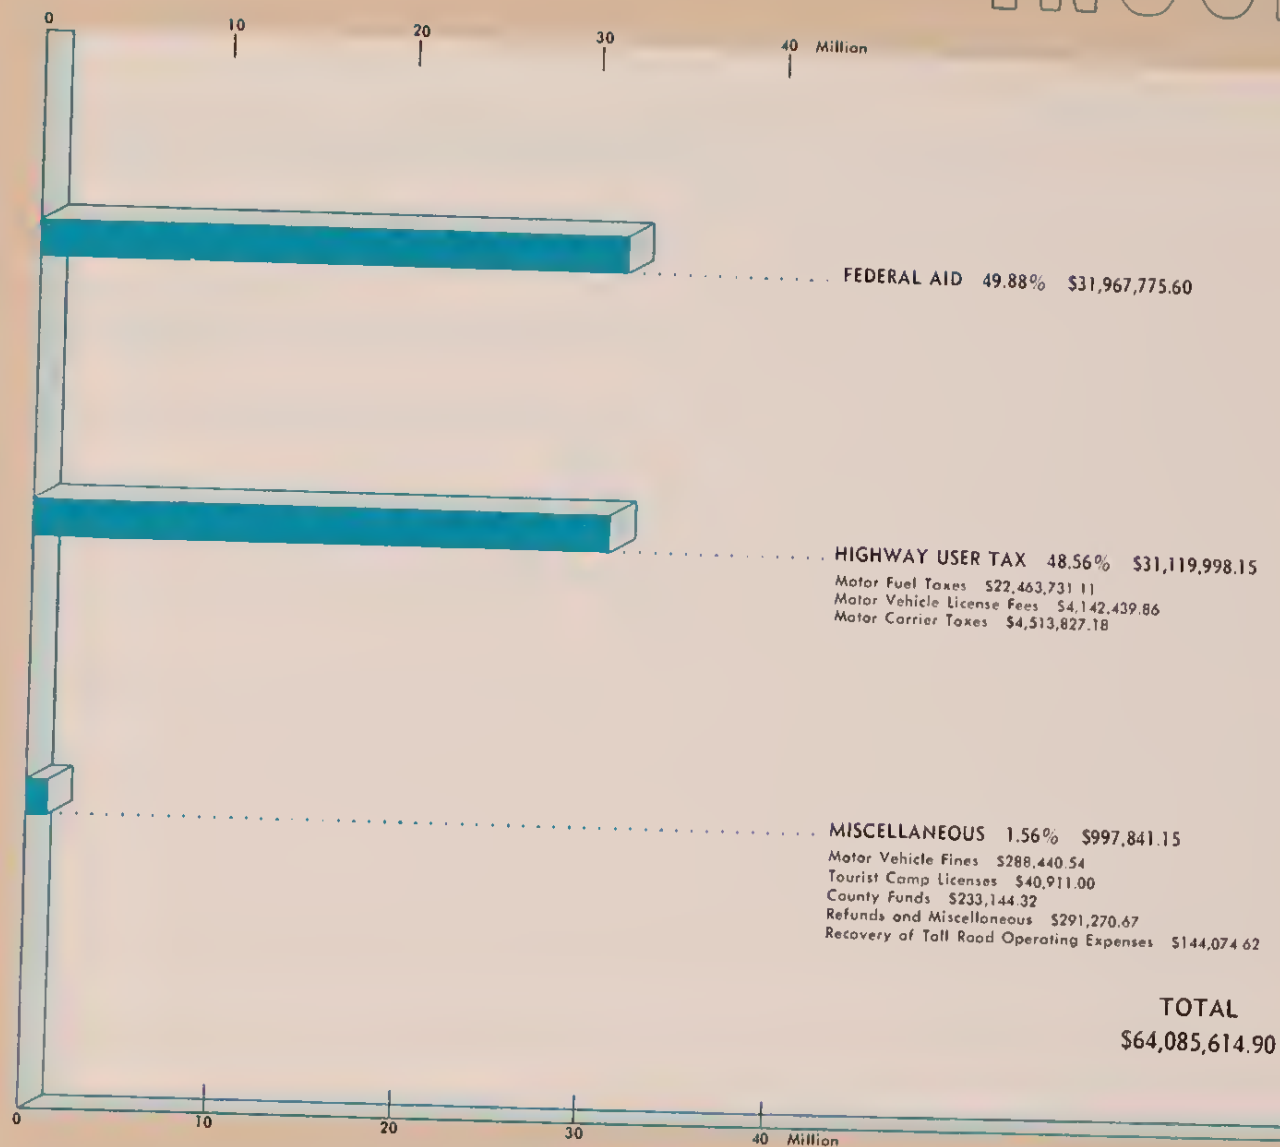 0 10 20 30 40 Million
FEDERAL AID 49.88% $31,967,775.60
HIGHWAY USER TAX 48.56% $31,119,998.15
Motor Fuel Taxes $22,463,731 11
Motor Vehicle License Fees $4,142,439.86
Motor Carrier Taxes $4,513,827.18
MISCELLANEOUS 1.56% $997,841.15
Motor Vehicle Fines $288,440.54
Tourist Camp Licenses $40,911.00
County Funds $233,144.32
Refunds and Miscellaneous $291,270.67
Recovery of Toll Road Operating Expenses $144,074 62
TOTAL
$64,085,614.90
0 10 20 30 40 Million